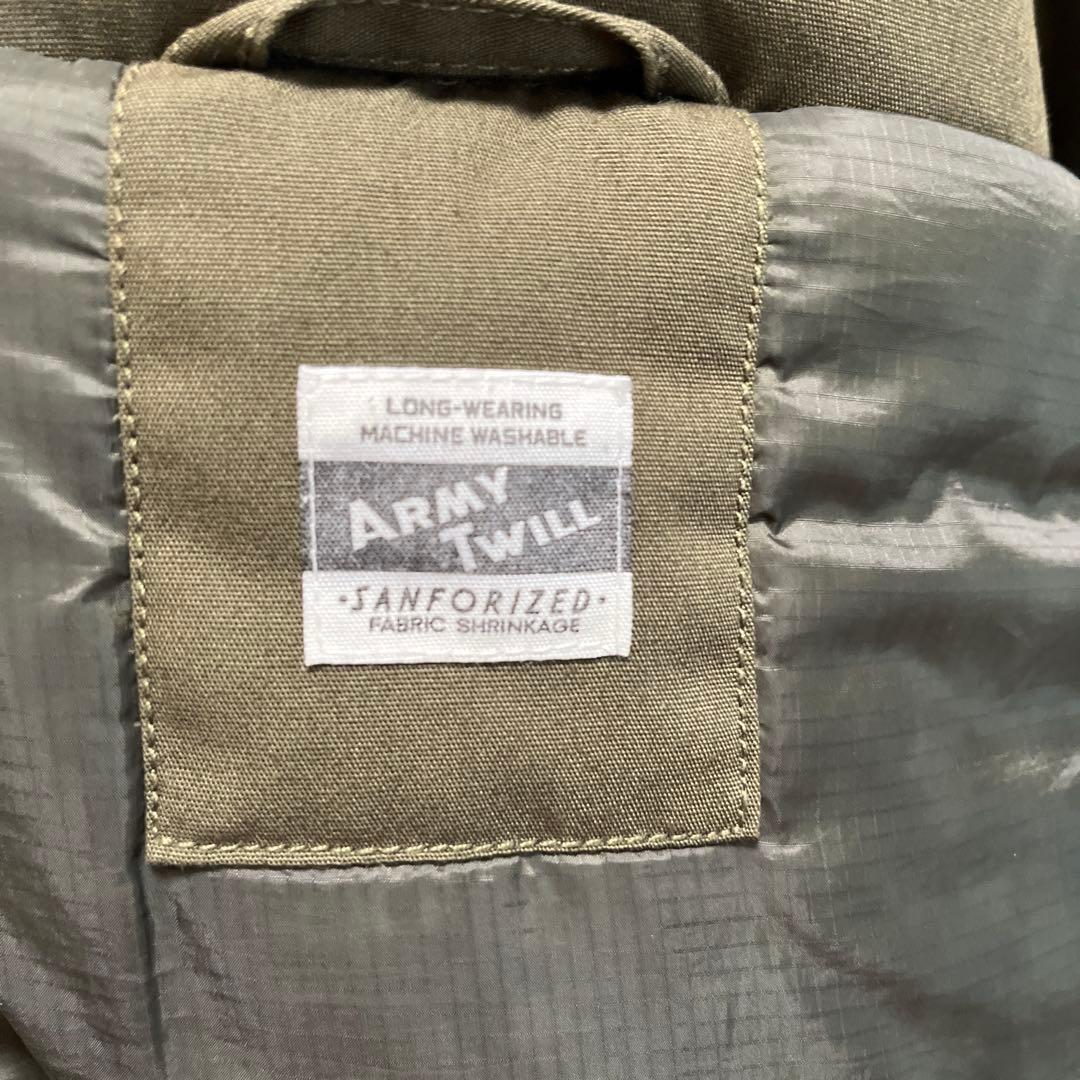 LONG-WEARING
MACHINE WASHABLE
ARMY
TWILL
·SANFORIZED·
FABRIC SHRINKAGE